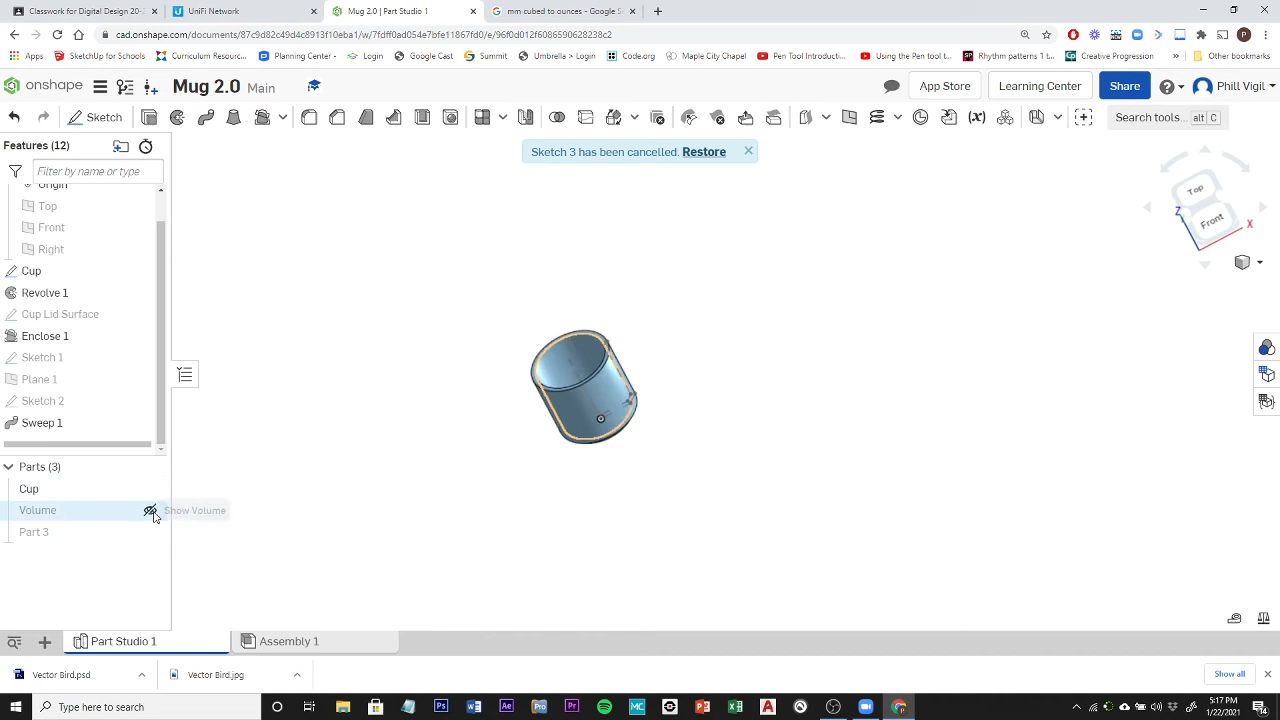 Classwork for Digital Design 20-2
UniFi Network
Mug 2.0 | Part Studio 1
mm cubed to ounces - Google Se
cad.onshape.com/documents/87c9d82c49d4c8913f10eba1/w/7fdff0ad054e7bfe11867f60/e/96f0d012f6086590628238c2
Apps
SketchUp for Schools
Curriculum Resourc...
Planning Center -
Google Cast
Summit
Umbrella > Login
Code.org
Maple City Chapel
Pen Tool Introducti...
Using the Pen tool t...
Rhythm patterns 1 t...
Creative Progression
Other bookmarks
onshape
Mug 2.0 Main
App Store
Learning Center
Share
Phill Vigil
Sketch
Search tools... alt C
Features (12)
Filter by name or type
Sketch 3 has been cancelled. Restore
Origin
Top
Front
Right
Cup
Revolve 1
Cup Lid Surface
Enclose 1
Sketch 1
Plane 1
Sketch 2
Sweep 1
Parts (3)
Cup
Volume
Show Volume
Part 3
Top
Front
Z
X
Part Studio 1
Assembly 1
Vector Bird.psd
Vector Bird.jpg
Show all
Type here to search
5:17 PM
1/22/2021